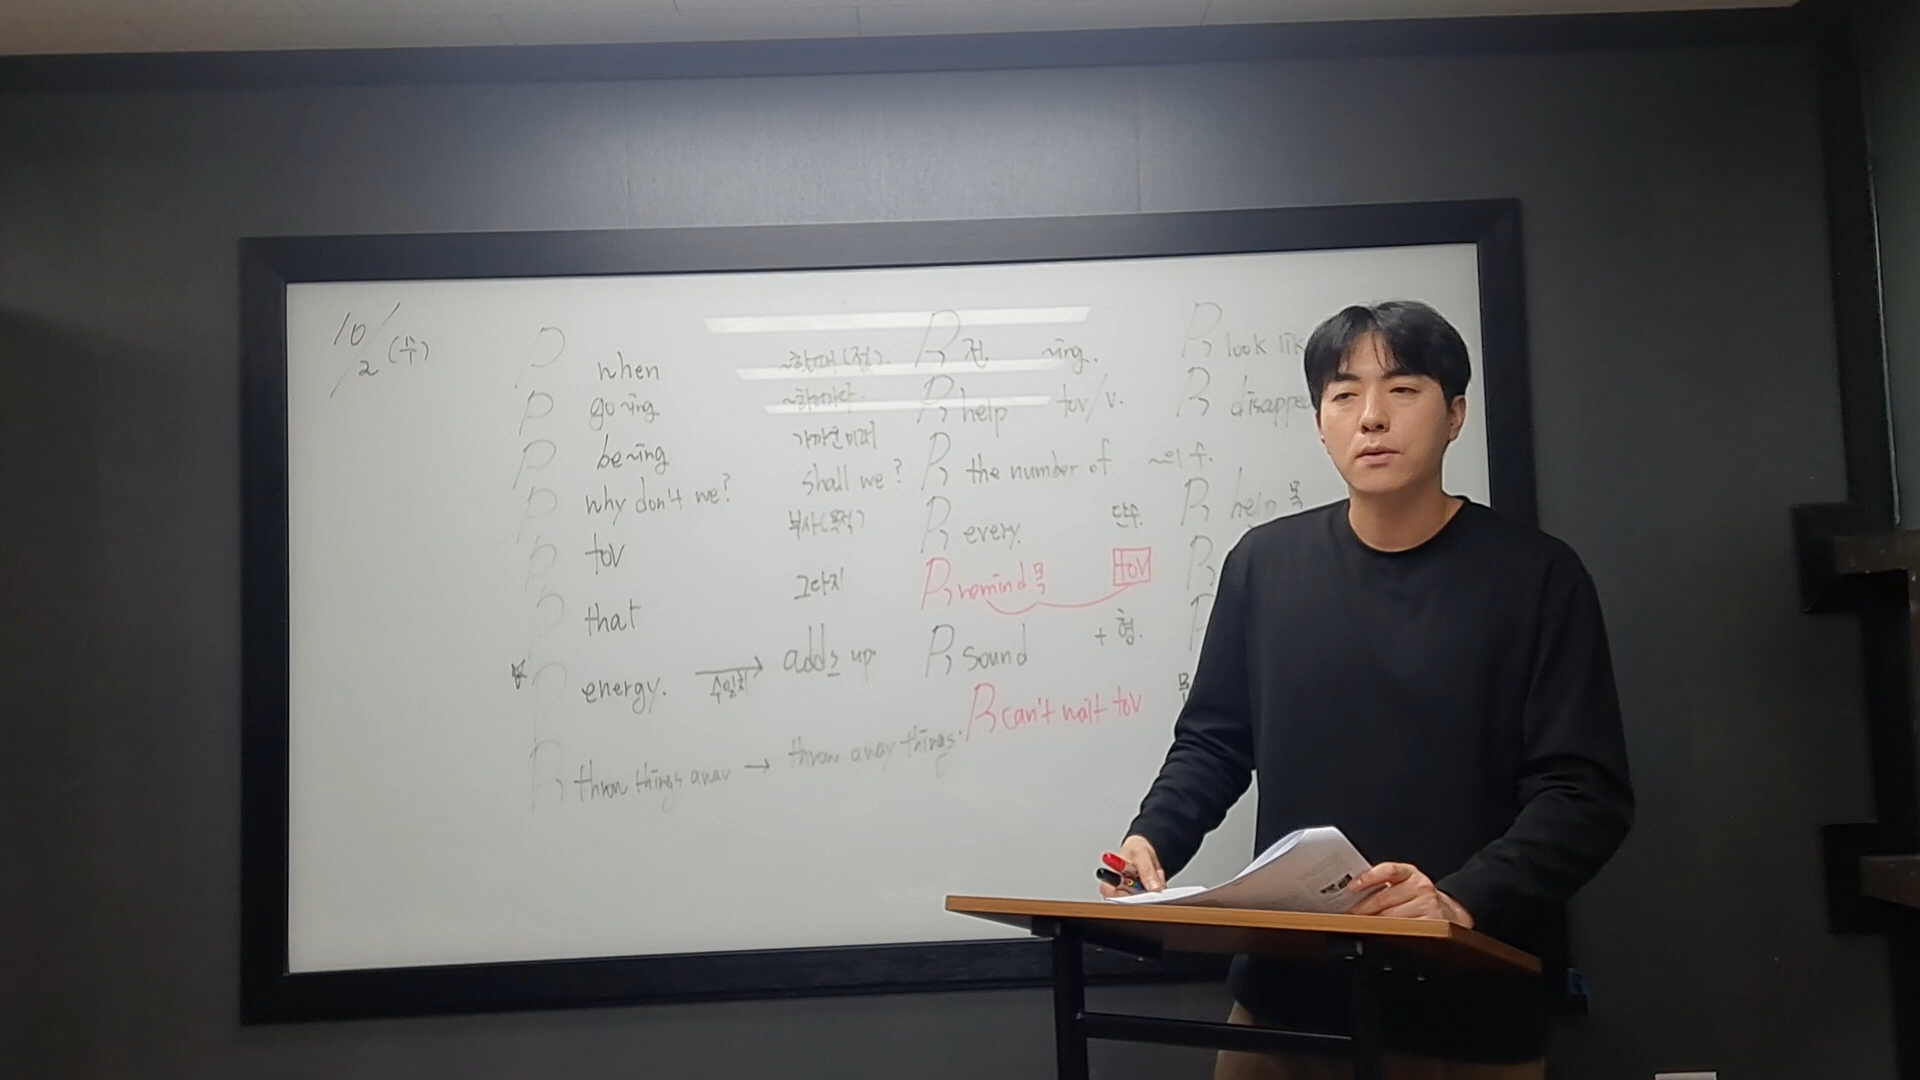 10/2 (수)
when ~할때(접).
go ~ing ~하러가다.
be ~ing 가까운미래
why don't we? shall we?
to V 부사(목적)
that 그 다지
energy. 수일치 → adds up
throw things away → throw away things.
전. ~ing.
help to V/V.
the number of ~의 수.
every. 단수.
remind 목 to V
sound + 형.
can't wait to V
look lik
disappea
help 목